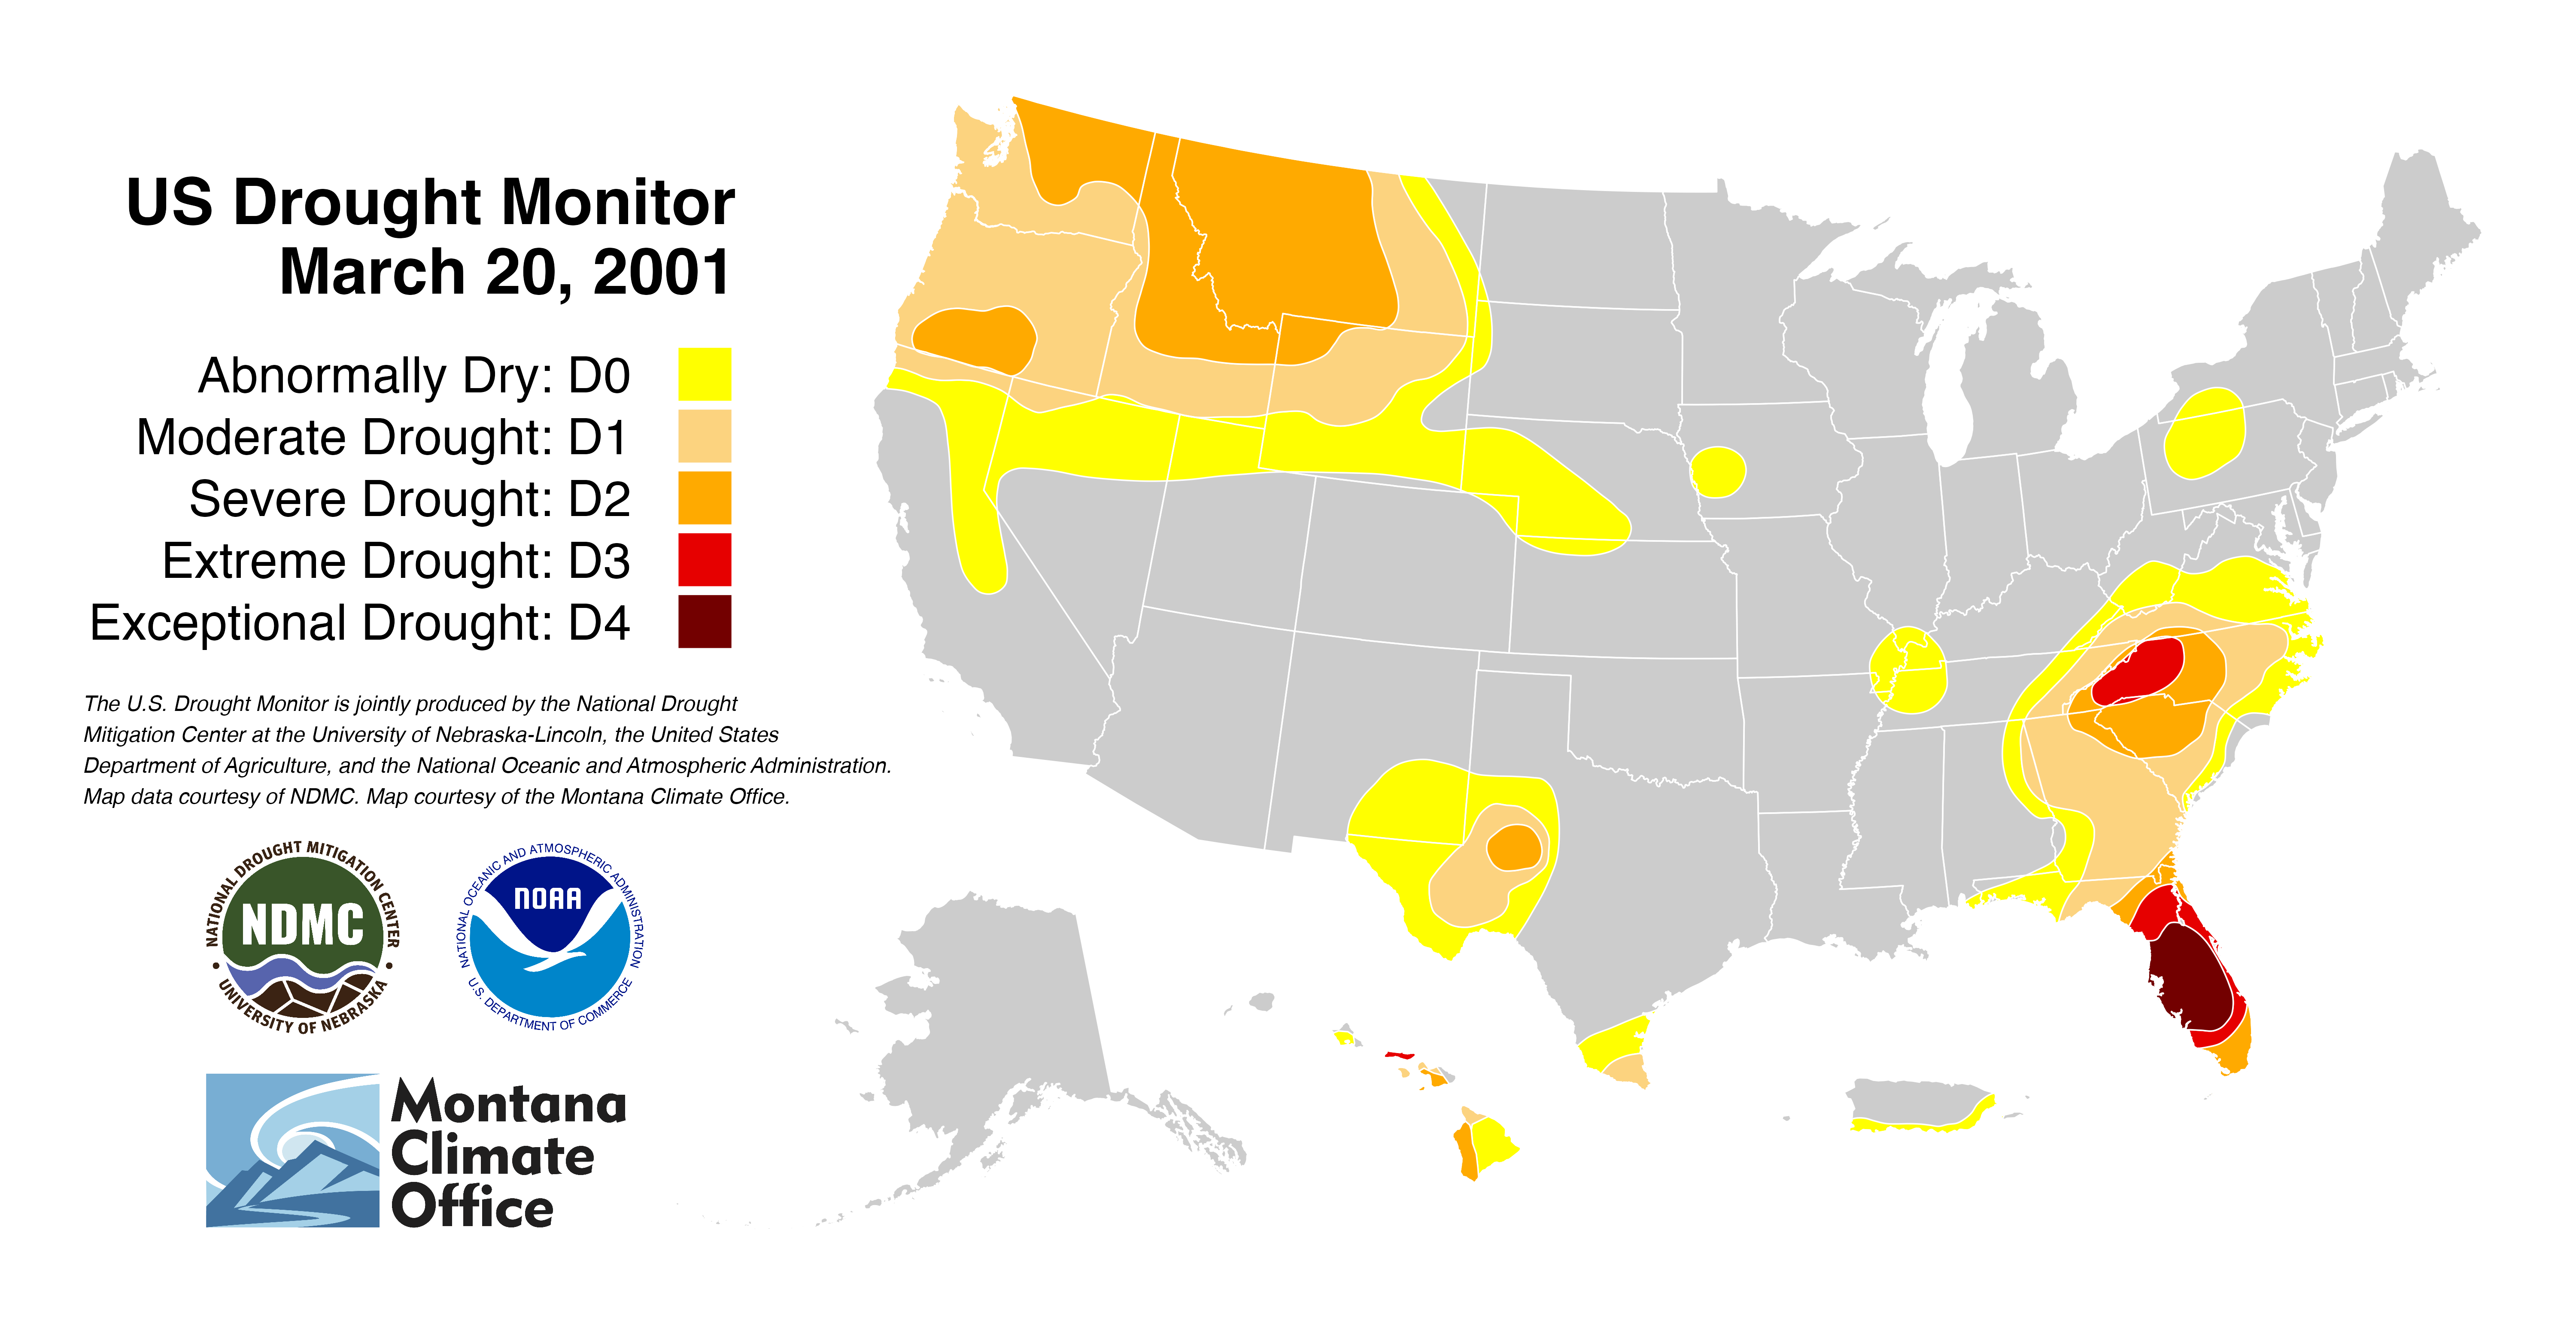 US Drought Monitor
March 20, 2001
Abnormally Dry: D0
Moderate Drought: D1
Severe Drought: D2
Extreme Drought: D3
Exceptional Drought: D4
The U.S. Drought Monitor is jointly produced by the National Drought
Mitigation Center at the University of Nebraska-Lincoln, the United States
Department of Agriculture, and the National Oceanic and Atmospheric Administration.
Map data courtesy of NDMC. Map courtesy of the Montana Climate Office.
NATIONAL DROUGHT MITIGATION CENTER
NDMC
UNIVERSITY OF NEBRASKA
NATIONAL OCEANIC AND ATMOSPHERIC ADMINISTRATION
NOAA
U.S. DEPARTMENT OF COMMERCE
Montana
Climate
Office